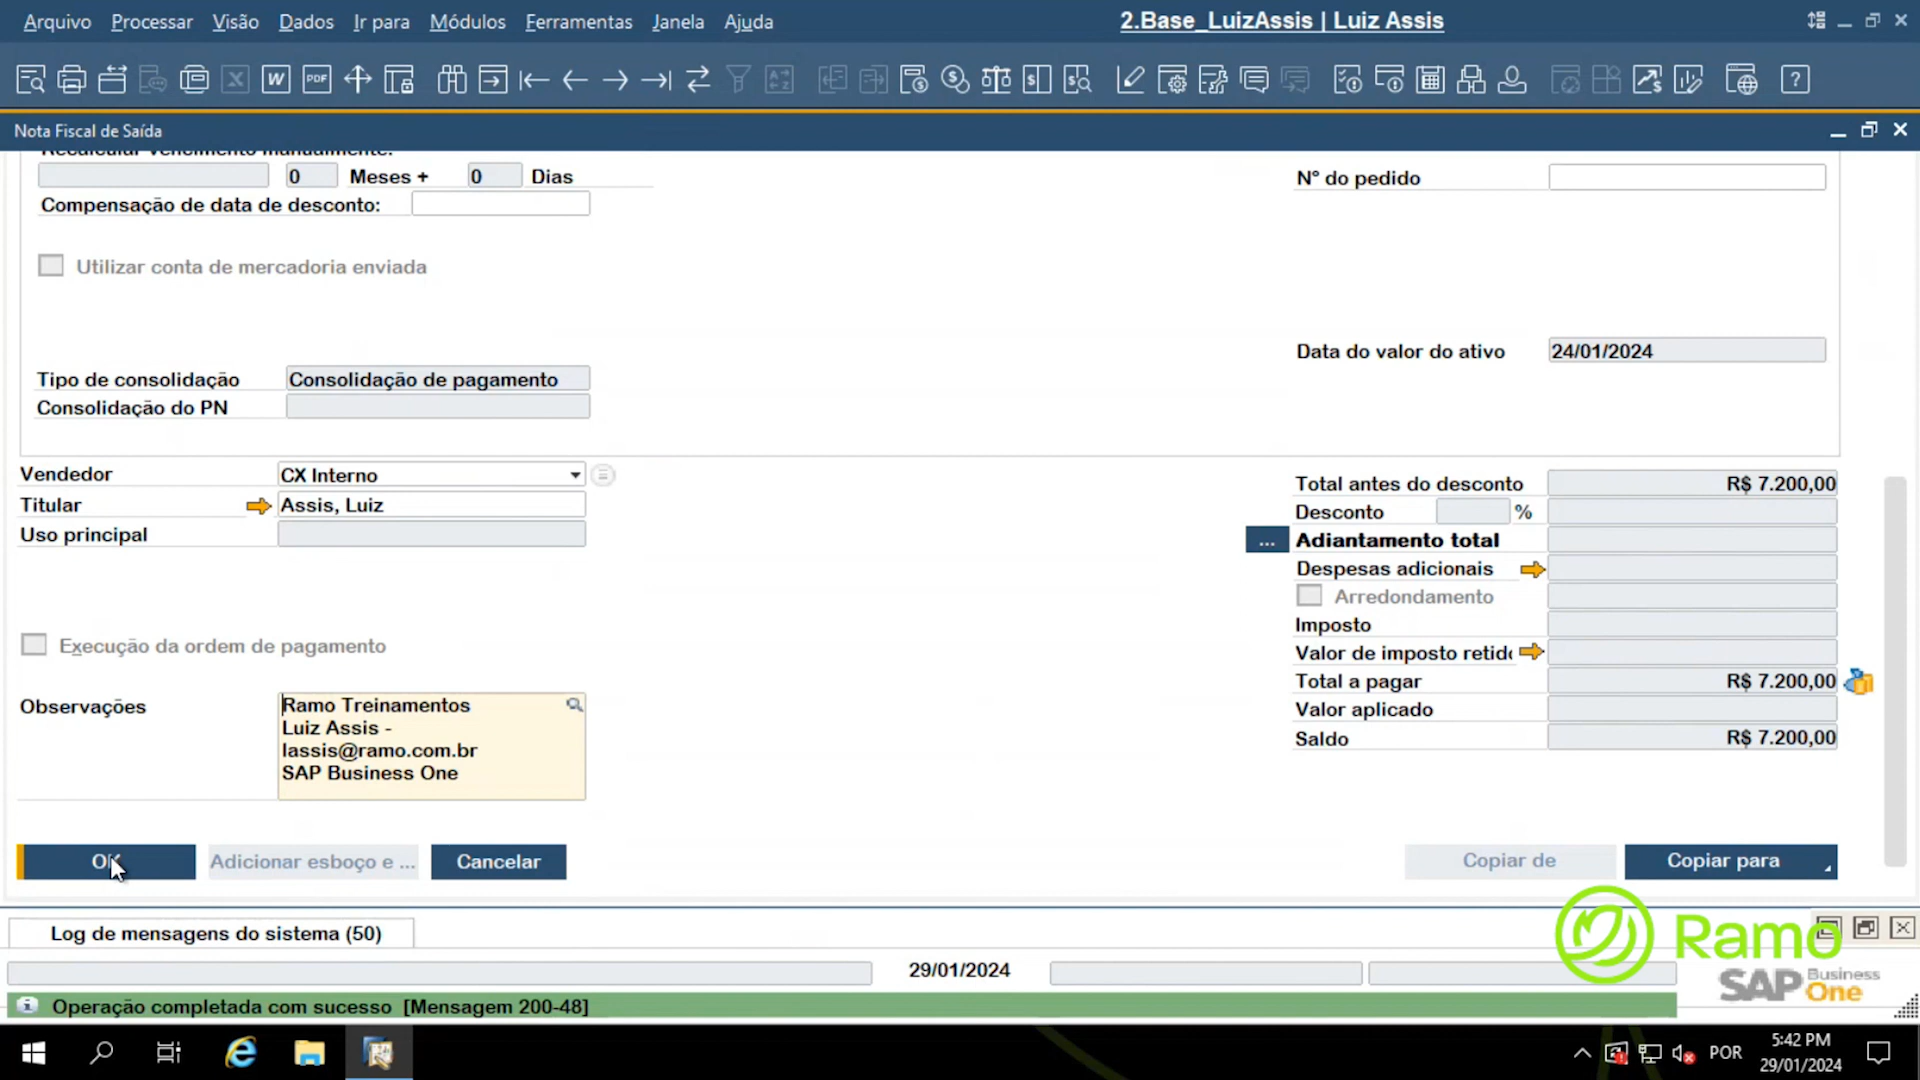 Arquivo Processar Visão Dados Ir para Módulos Ferramentas Janela Ajuda
2.Base_LuizAssis | Luiz Assis
Nota Fiscal de Saída
Recalcular vencimento manualmente:
0 Meses + 0 Dias
Nº do pedido
Compensação de data de desconto:
Utilizar conta de mercadoria enviada
Data do valor do ativo 24/01/2024
Tipo de consolidação Consolidação de pagamento
Consolidação do PN
Vendedor CX Interno
Titular Assis, Luiz
Uso principal
Total antes do desconto R$ 7.200,00
Desconto %
... Adiantamento total
Despesas adicionais
Arredondamento
Imposto
Valor de imposto retido
Total a pagar R$ 7.200,00
Valor aplicado
Saldo R$ 7.200,00
Execução da ordem de pagamento
Observações
Ramo Treinamentos
Luiz Assis -
lassis@ramo.com.br
SAP Business One
OK Adicionar esboço e ... Cancelar
Copiar de Copiar para
Log de mensagens do sistema (50)
29/01/2024
Operação completada com sucesso [Mensagem 200-48]
Ramo
SAP Business One
POR
5:42 PM
29/01/2024